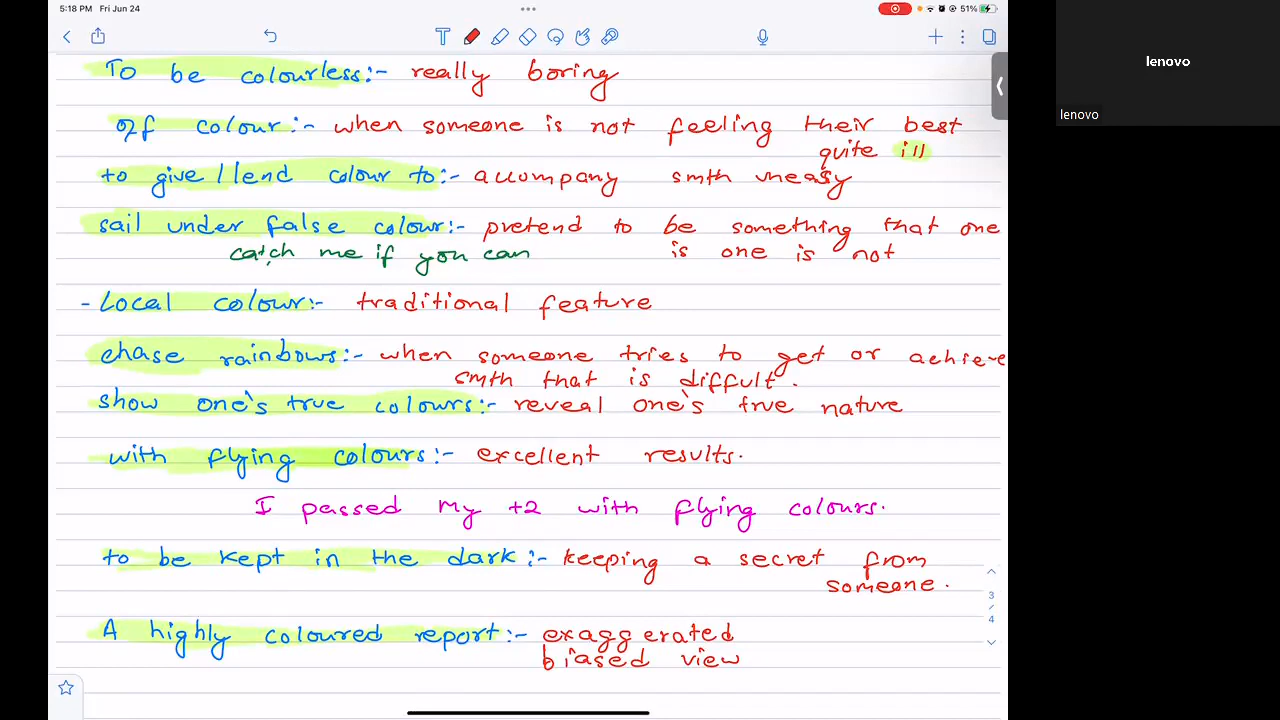 5:18 PM Fri Jun 24
51%
To be colourless:- really boring
of colour:- when someone is not feeling their best
quite ill
to give/lend colour to:- accompany smth uneasy
sail under false colour:- pretend to be something that one
catch me if you can is one is not
- Local colour:- traditional feature
chase rainbows:- when someone tries to get or achieve
smth that is diffult.
show one's true colours:- reveal one's true nature
with flying colours:- excellent results.
I passed my +2 with flying colours.
to be kept in the dark:- keeping a secret from
someone.
A highly coloured report:- exaggerated
biased view
3
/
4
lenovo
lenovo